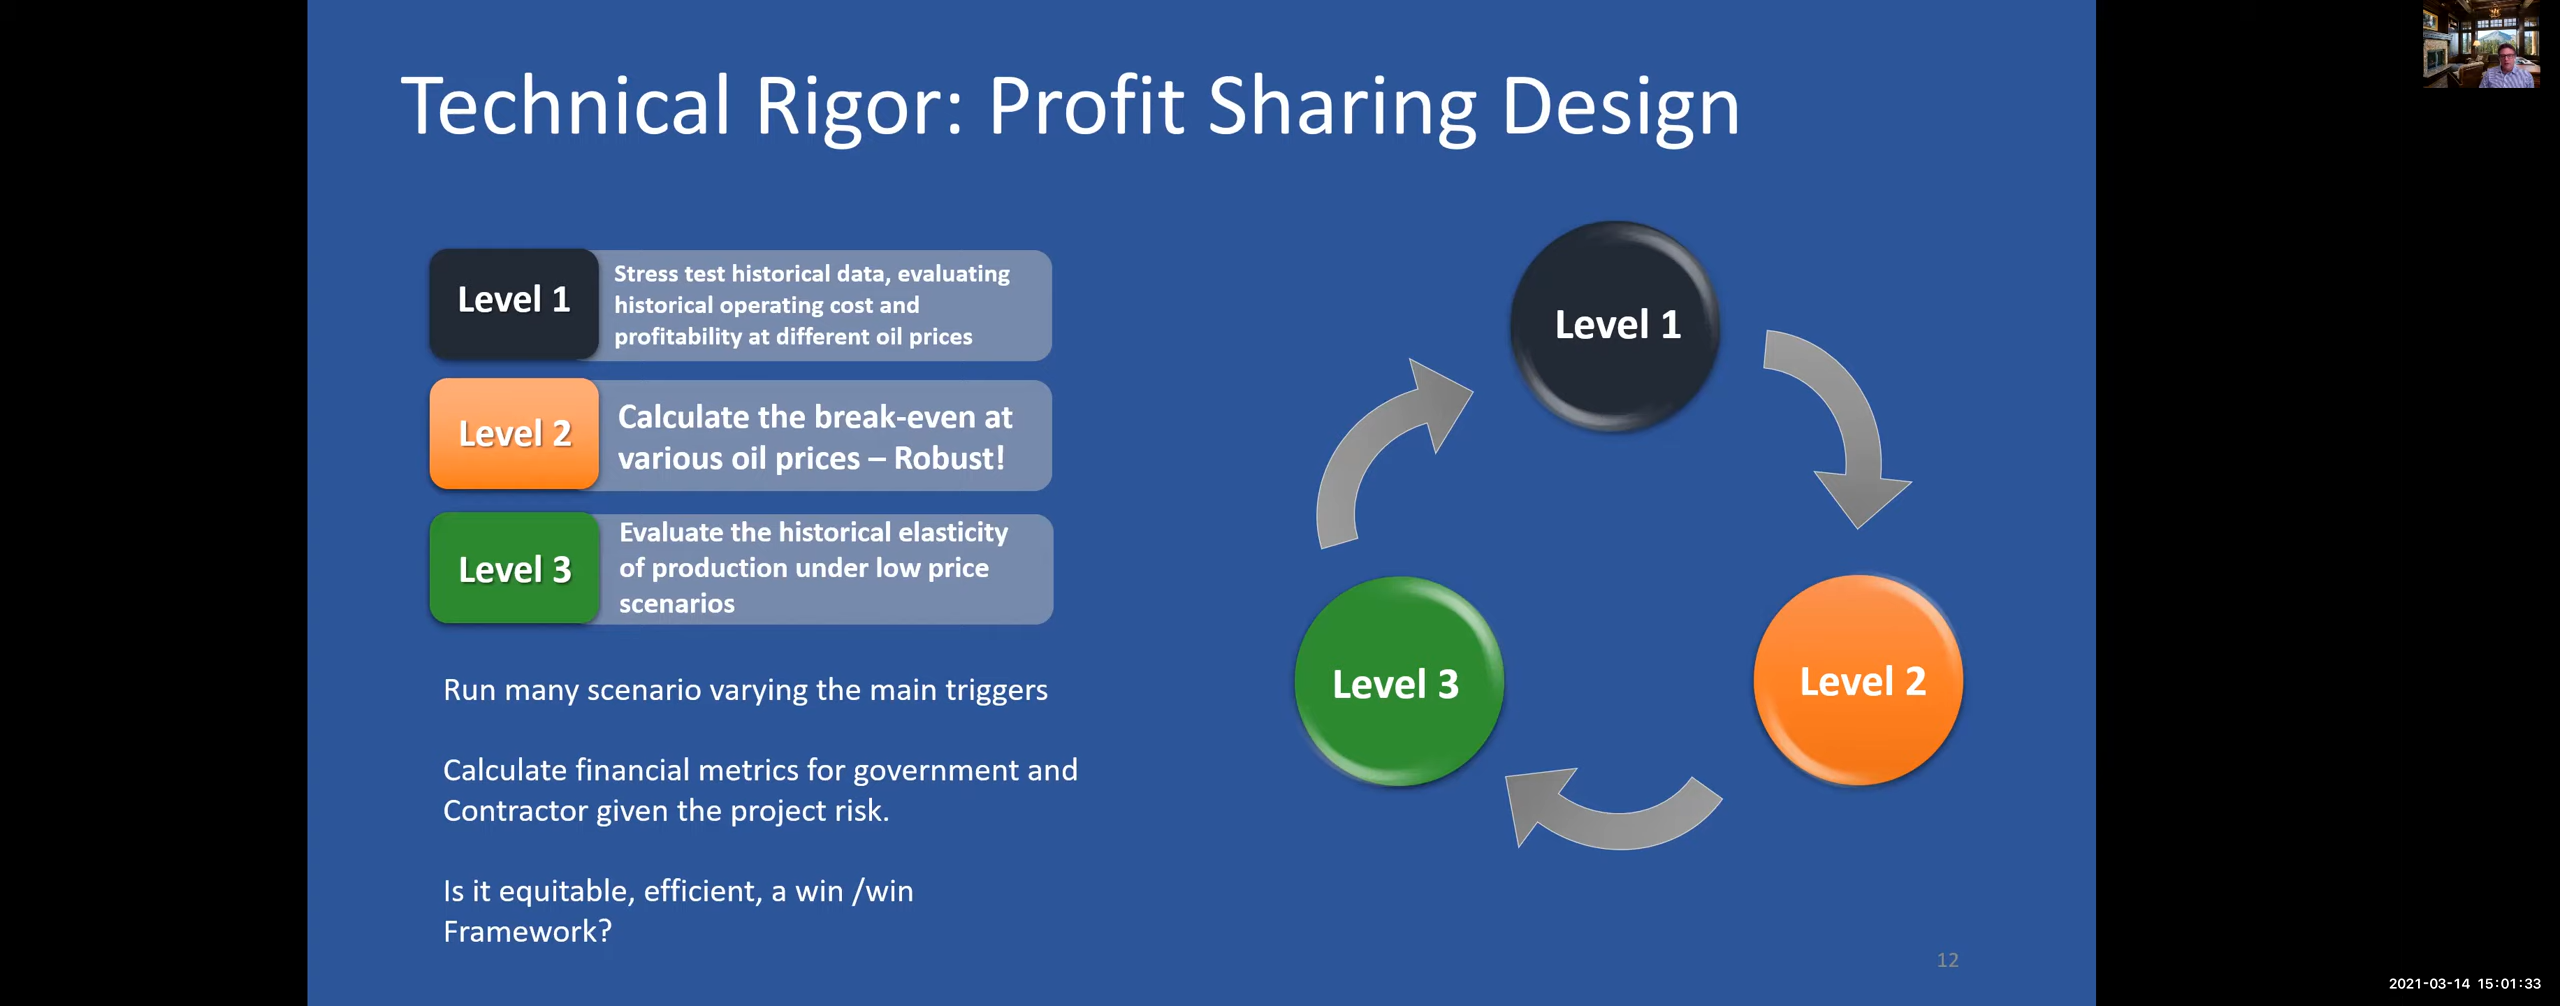 Technical Rigor: Profit Sharing Design
Level 1
Stress test historical data, evaluating
historical operating cost and
profitability at different oil prices
Level 2
Calculate the break-even at
various oil prices – Robust!
Level 3
Evaluate the historical elasticity
of production under low price
scenarios
Run many scenario varying the main triggers
Calculate financial metrics for government and
Contractor given the project risk.
Is it equitable, efficient, a win /win
Framework?
Level 1
Level 2
Level 3
12
2021-03-14 15:01:33